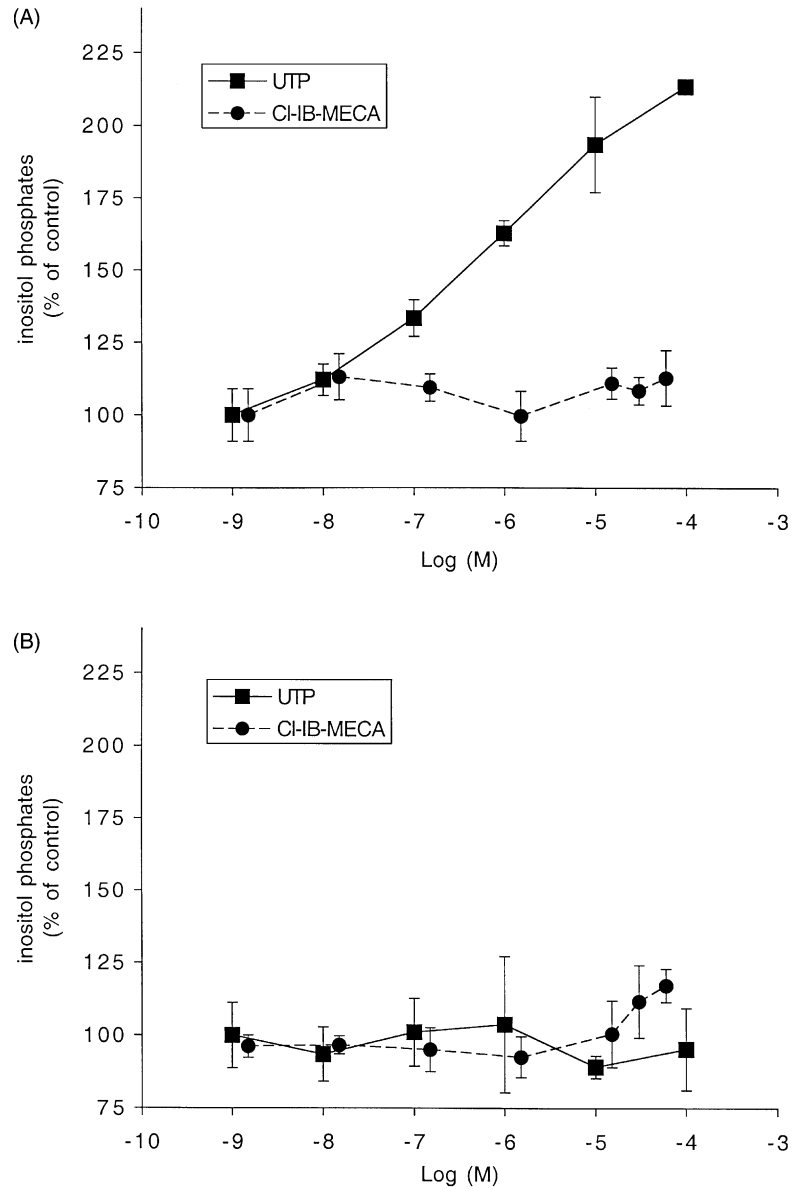 (A)
225
200
175
150
125
100
75
inositol phosphates
(% of control)
UTP
Cl-IB-MECA
-10 -9 -8 -7 -6 -5 -4 -3
Log (M)
(B)
225
200
175
150
125
100
75
inositol phosphates
(% of control)
UTP
Cl-IB-MECA
-10 -9 -8 -7 -6 -5 -4 -3
Log (M)